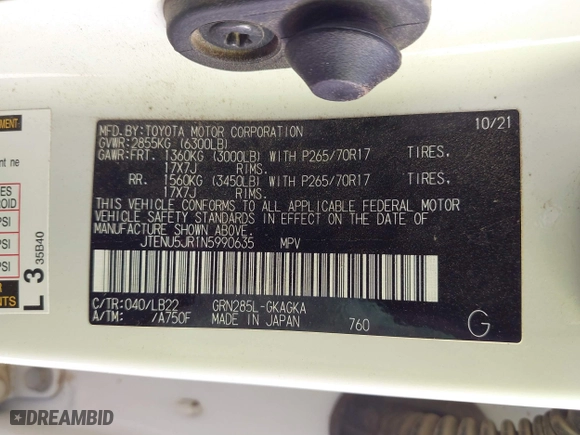 MFD.BY:TOYOTA MOTOR CORPORATION 10/21
GVWR:2855KG (6300LB)
GAWR:FRT. 1360KG (3000LB) WITH P265/70R17 TIRES.
17X7J RIMS.
RR. 1560KG (3450LB) WITH P265/70R17 TIRES.
17X7J RIMS.
THIS VEHICLE CONFORMS TO ALL APPLICABLE FEDERAL MOTOR
VEHICLE SAFETY STANDARDS IN EFFECT ON THE DATE OF
MANUFACTURE SHOWN ABOVE.
JTENU5JR1N5990635 MPV
C/TR:040/LB22 GRN285L-GKAGKA
A/TM: /A750F MADE IN JAPAN 760 G
L 3 35B40
PSI
PSI
PSI
DREAMBID